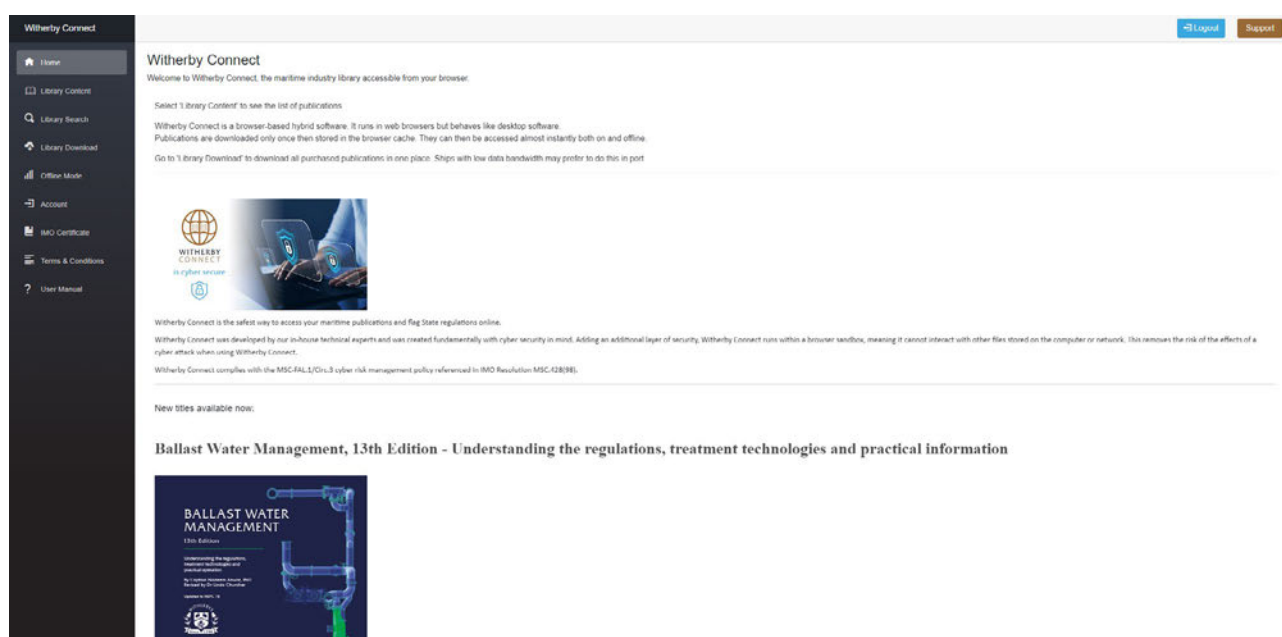 Witherby Connect
Logout
Support
Home
Library Content
Library Search
Library Download
Offline Mode
Account
IMO Certificate
Terms & Conditions
User Manual
Witherby Connect
Welcome to Witherby Connect, the maritime industry library accessible from your browser.
Select 'Library Content' to see the list of publications
Witherby Connect is a browser-based hybrid software. It runs in web browsers but behaves like desktop software.
Publications are downloaded only once then stored in the browser cache. They can then be accessed almost instantly both on and offline.
Go to 'Library Download' to download all purchased publications in one place. Ships with low data bandwidth may prefer to do this in port
WITHERBY
CONNECT
is cyber secure
Witherby Connect is the safest way to access your maritime publications and flag State regulations online.
Witherby Connect was developed by our in-house technical experts and was created fundamentally with cyber security in mind. Adding an additional layer of security, Witherby Connect runs within a browser sandbox, meaning it cannot interact with other files stored on the computer or network. This removes the risk of the effects of a
cyber attack when using Witherby Connect.
Witherby Connect complies with the MSC-FAL.1/Circ.3 cyber risk management policy referenced in IMO Resolution MSC.428(98).
New titles available now:
Ballast Water Management, 13th Edition - Understanding the regulations, treatment technologies and practical information
BALLAST WATER
MANAGEMENT
13th Edition
Understanding the regulations,
treatment technologies and
practical operation
WITHERBYS